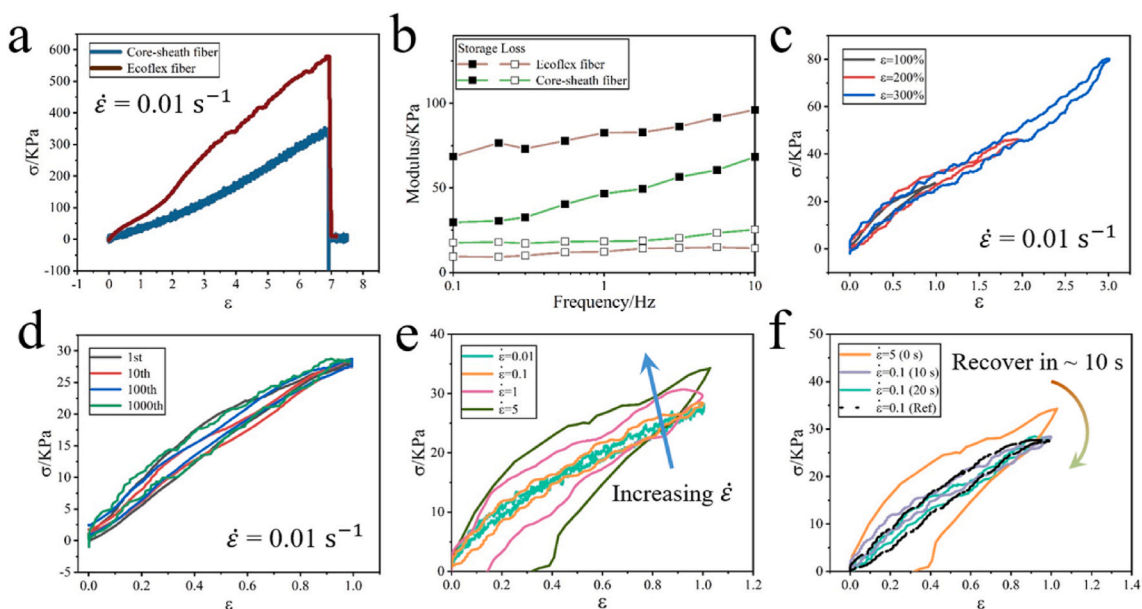 a
Core-sheath fiber
Ecoflex fiber
ε̇ = 0.01 s⁻¹
σ/KPa
600
500
400
300
200
100
0
-100
0 1 2 3 4 5 6 7 8
ε
b
Storage Loss
Ecoflex fiber
Core-sheath fiber
Modulus/KPa
100
50
0
0.1 1 10
Frequency/Hz
c
ε=100%
ε=200%
ε=300%
ε̇ = 0.01 s⁻¹
σ/KPa
80
60
40
20
0
0.0 0.5 1.0 1.5 2.0 2.5 3.0
ε
d
1st
10th
100th
1000th
ε̇ = 0.01 s⁻¹
σ/KPa
30
25
20
15
10
5
0
-5
0.0 0.2 0.4 0.6 0.8 1.0
ε
e
ε̇=0.01
ε̇=0.1
ε̇=1
ε̇=5
Increasing ε̇
σ/KPa
40
30
20
10
0
0.0 0.2 0.4 0.6 0.8 1.0 1.2
ε
f
ε̇=5 (0 s)
ε̇=0.1 (10 s)
ε̇=0.1 (20 s)
ε̇=0.1 (Ref)
Recover in ~ 10 s
σ/KPa
50
40
30
20
10
0
0.0 0.2 0.4 0.6 0.8 1.0 1.2 1.4
ε